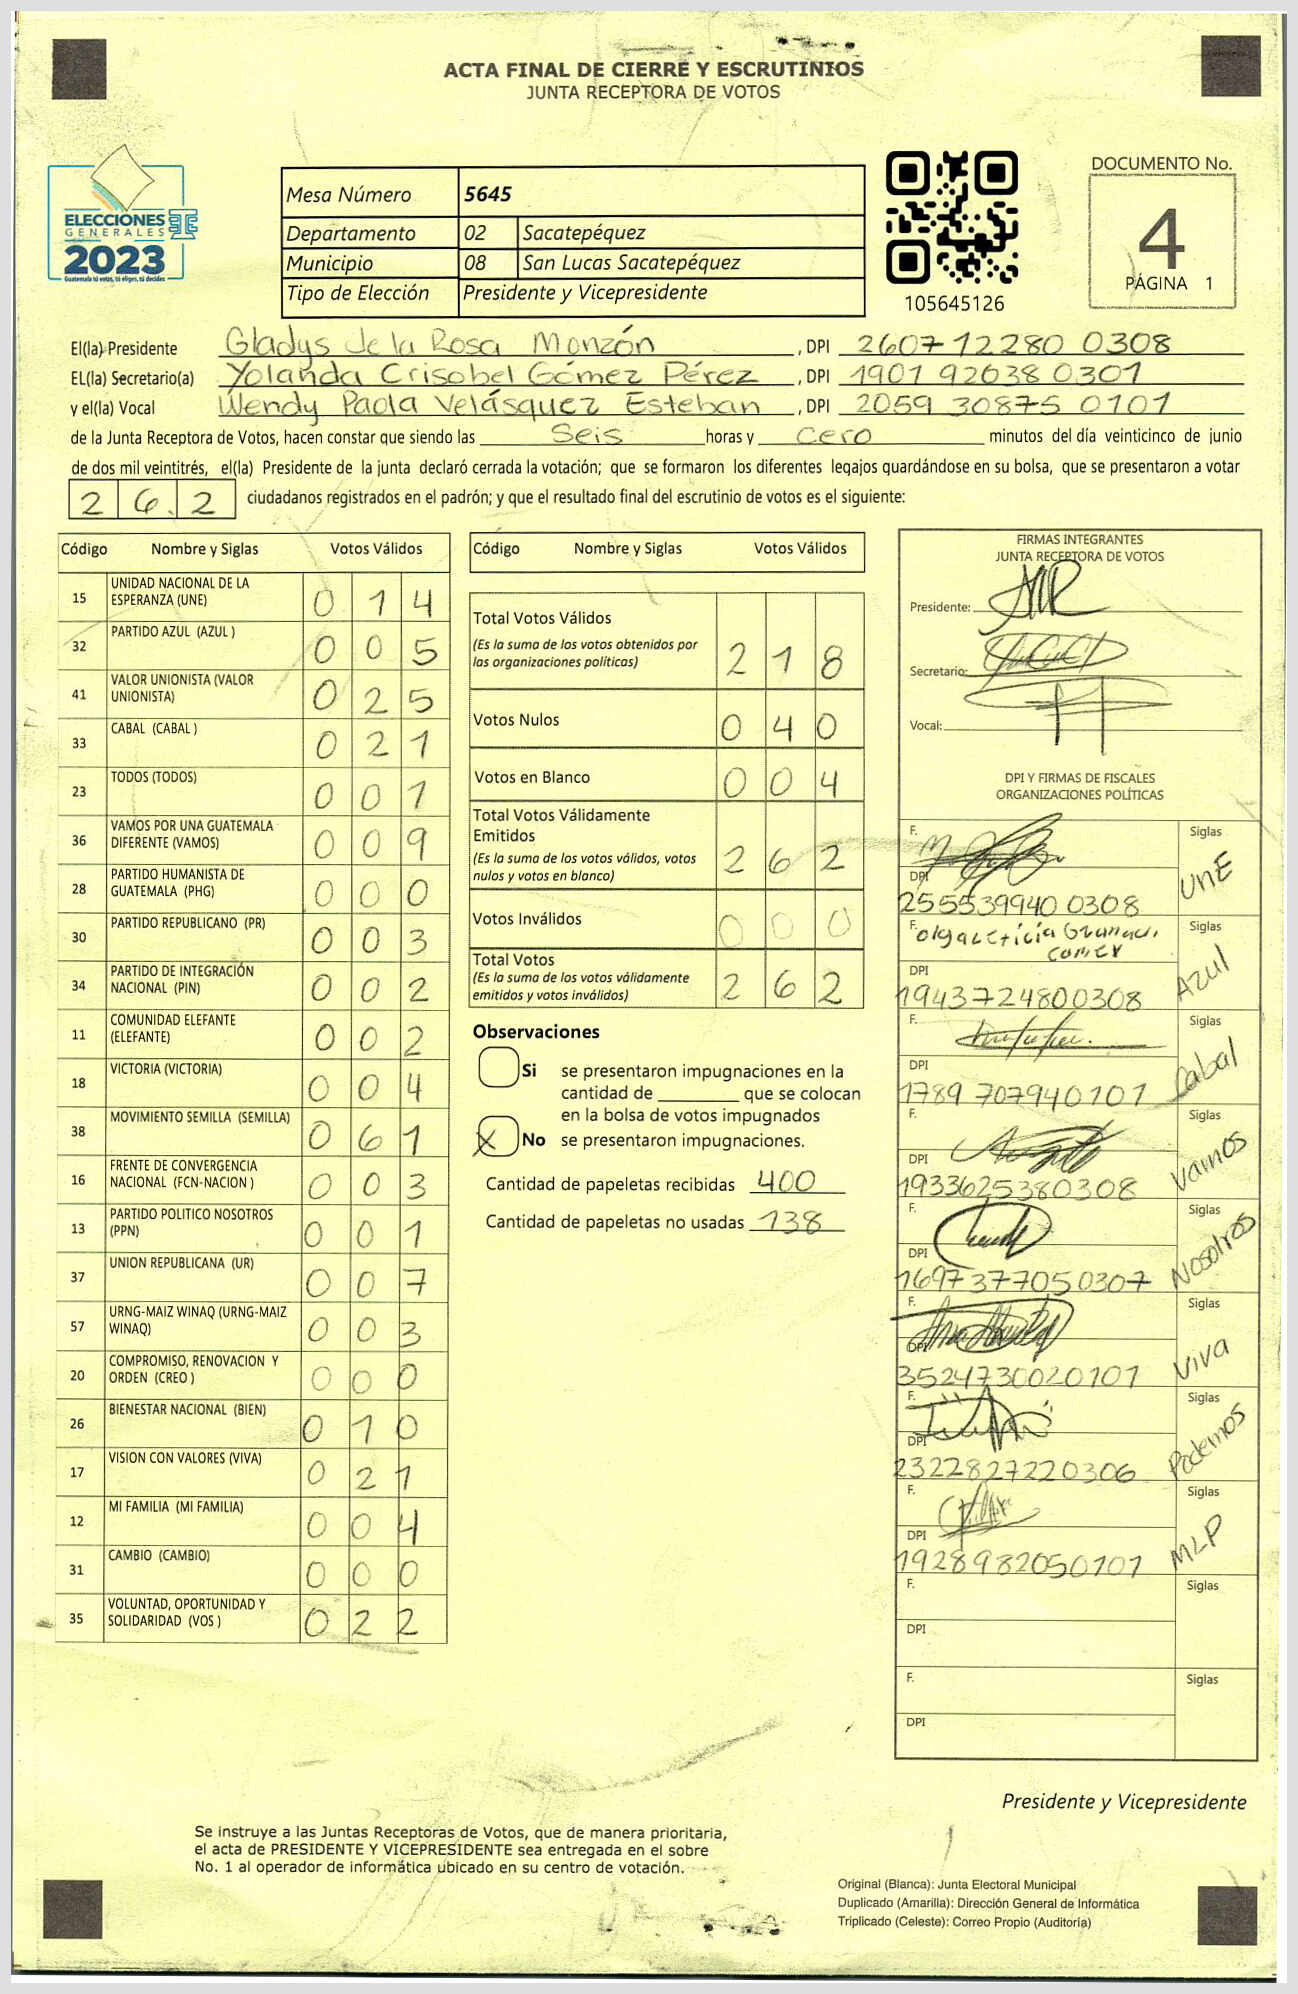 ACTA FINAL DE CIERRE Y ESCRUTINIOS
JUNTA RECEPTORA DE VOTOS
ELECCIONES
GENERALES
2023
Guatemala tú votas, tú eliges, tú decides
Mesa Número 5645
Departamento 02 Sacatepéquez
Municipio 08 San Lucas Sacatepéquez
Tipo de Elección Presidente y Vicepresidente
105645126
DOCUMENTO No.
4
PÁGINA 1
El(la) Presidente Gladys de la Rosa Monzón , DPI 2607 12280 0308
EL(la) Secretario(a) Yolanda Crisobel Gómez Pérez , DPI 1901 92638 0301
y el(la) Vocal Wendy Paola Velásquez Esteban , DPI 2059 30875 0101
de la Junta Receptora de Votos, hacen constar que siendo las Seis horas y cero minutos del día veinticinco de junio
de dos mil veintitrés, el(la) Presidente de la junta declaró cerrada la votación; que se formaron los diferentes legajos guardándose en su bolsa, que se presentaron a votar
2 6 2 ciudadanos registrados en el padrón; y que el resultado final del escrutinio de votos es el siguiente:
Código Nombre y Siglas Votos Válidos
15 UNIDAD NACIONAL DE LA ESPERANZA (UNE) 0 1 4
32 PARTIDO AZUL (AZUL ) 0 0 5
41 VALOR UNIONISTA (VALOR UNIONISTA) 0 2 5
33 CABAL (CABAL ) 0 2 1
23 TODOS (TODOS) 0 0 1
36 VAMOS POR UNA GUATEMALA DIFERENTE (VAMOS) 0 0 9
28 PARTIDO HUMANISTA DE GUATEMALA (PHG) 0 0 0
30 PARTIDO REPUBLICANO (PR) 0 0 3
34 PARTIDO DE INTEGRACIÓN NACIONAL (PIN) 0 0 2
11 COMUNIDAD ELEFANTE (ELEFANTE) 0 0 2
18 VICTORIA (VICTORIA) 0 0 4
38 MOVIMIENTO SEMILLA (SEMILLA) 0 6 1
16 FRENTE DE CONVERGENCIA NACIONAL (FCN-NACION ) 0 0 3
13 PARTIDO POLITICO NOSOTROS (PPN) 0 0 1
37 UNION REPUBLICANA (UR) 0 0 7
57 URNG-MAIZ WINAQ (URNG-MAIZ WINAQ) 0 0 3
20 COMPROMISO, RENOVACION Y ORDEN (CREO ) 0 0 0
26 BIENESTAR NACIONAL (BIEN) 0 1 0
17 VISION CON VALORES (VIVA) 0 2 1
12 MI FAMILIA (MI FAMILIA) 0 0 4
31 CAMBIO (CAMBIO) 0 0 0
35 VOLUNTAD, OPORTUNIDAD Y SOLIDARIDAD (VOS ) 0 2 2
Código Nombre y Siglas Votos Válidos
Total Votos Válidos
(Es la suma de los votos obtenidos por
las organizaciones políticas) 2 1 8
Votos Nulos 0 4 0
Votos en Blanco 0 0 4
Total Votos Válidamente
Emitidos
(Es la suma de los votos válidos, votos
nulos y votos en blanco) 2 6 2
Votos Inválidos 0 0 0
Total Votos
(Es la suma de los votos válidamente
emitidos y votos inválidos) 2 6 2
Observaciones
Si se presentaron impugnaciones en la
cantidad de ________ que se colocan
en la bolsa de votos impugnados
X No se presentaron impugnaciones.
Cantidad de papeletas recibidas 400
Cantidad de papeletas no usadas 138
FIRMAS INTEGRANTES
JUNTA RECEPTORA DE VOTOS
Presidente:
Secretario:
Vocal:
DPI Y FIRMAS DE FISCALES
ORGANIZACIONES POLÍTICAS
F. Siglas
DPI UNE
255539940 0308
F. Olga Leticia Siglas
DPI Azul
1943724800308
F. Siglas
DPI Cabal
1789 707940101
F. Siglas
DPI Vamos
1933625380308
F. Siglas
DPI Nosotros
1697377050307
F. Siglas
DPI Viva
3524730020101
F. Siglas
DPI Podemos
2322827220306
F. Siglas
DPI MLP
1928982050101
F. Siglas
DPI
F. Siglas
DPI
Presidente y Vicepresidente
Se instruye a las Juntas Receptoras de Votos, que de manera prioritaria,
el acta de PRESIDENTE Y VICEPRESIDENTE sea entregada en el sobre
No. 1 al operador de informática ubicado en su centro de votación.
Original (Blanca): Junta Electoral Municipal
Duplicado (Amarilla): Dirección General de Informática
Triplicado (Celeste): Correo Propio (Auditoría)